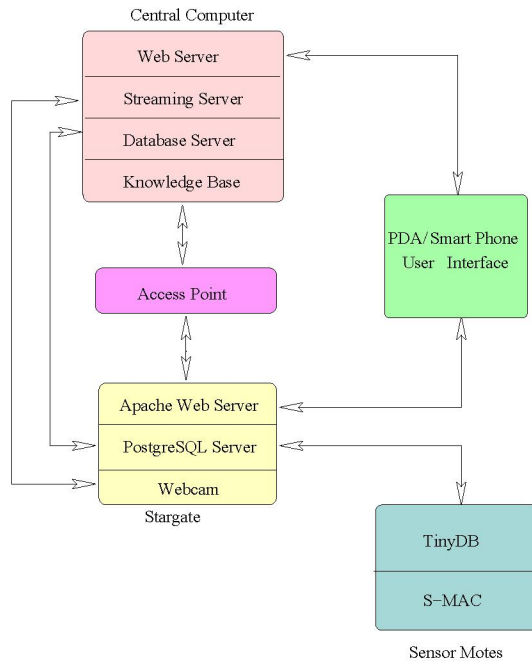 Central Computer
Web Server
Streaming Server
Database Server
Knowledge Base
PDA/Smart Phone
User Interface
Access Point
Apache Web Server
PostgreSQL Server
Webcam
Stargate
TinyDB
S-MAC
Sensor Motes